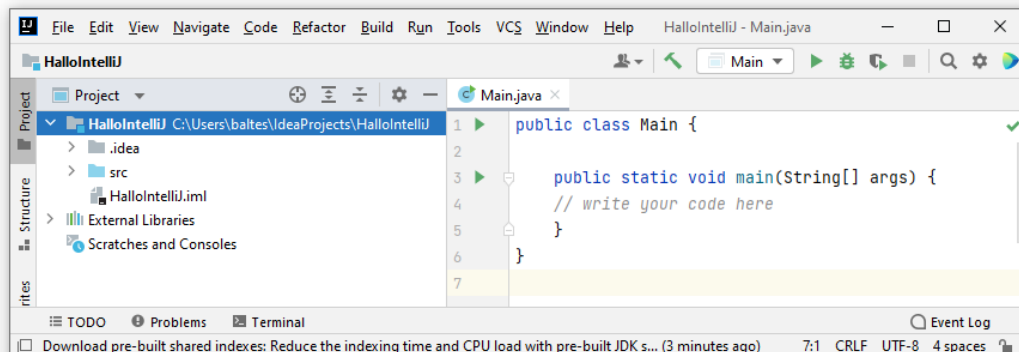 IJ File Edit View Navigate Code Refactor Build Run Tools VCS Window Help HalloIntelliJ - Main.java
HalloIntelliJ Main
Project Project Main.java
HalloIntelliJ C:\Users\baltes\IdeaProjects\HalloIntelliJ
.idea
src
HalloIntelliJ.iml
External Libraries
Scratches and Consoles
Structure
1 public class Main {
2
3 public static void main(String[] args) {
4 // write your code here
5 }
6 }
7
TODO Problems Terminal Event Log
Download pre-built shared indexes: Reduce the indexing time and CPU load with pre-built JDK s... (3 minutes ago) 7:1 CRLF UTF-8 4 spaces